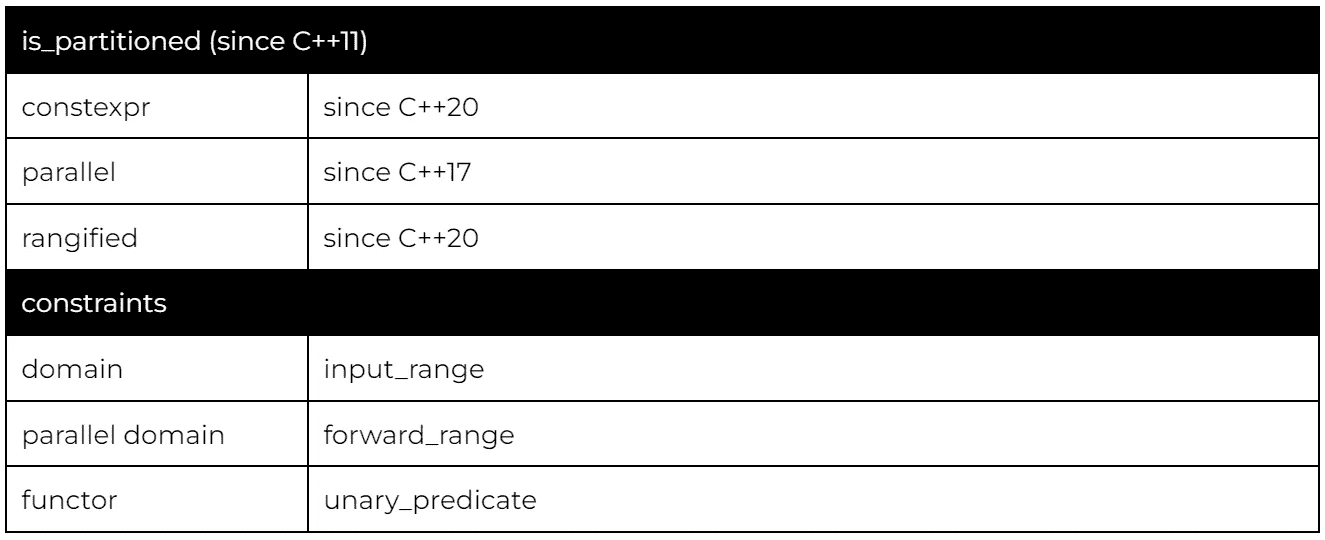 is_partitioned (since C++11)
constexpr since C++20
parallel since C++17
rangified since C++20
constraints
domain input_range
parallel domain forward_range
functor unary_predicate